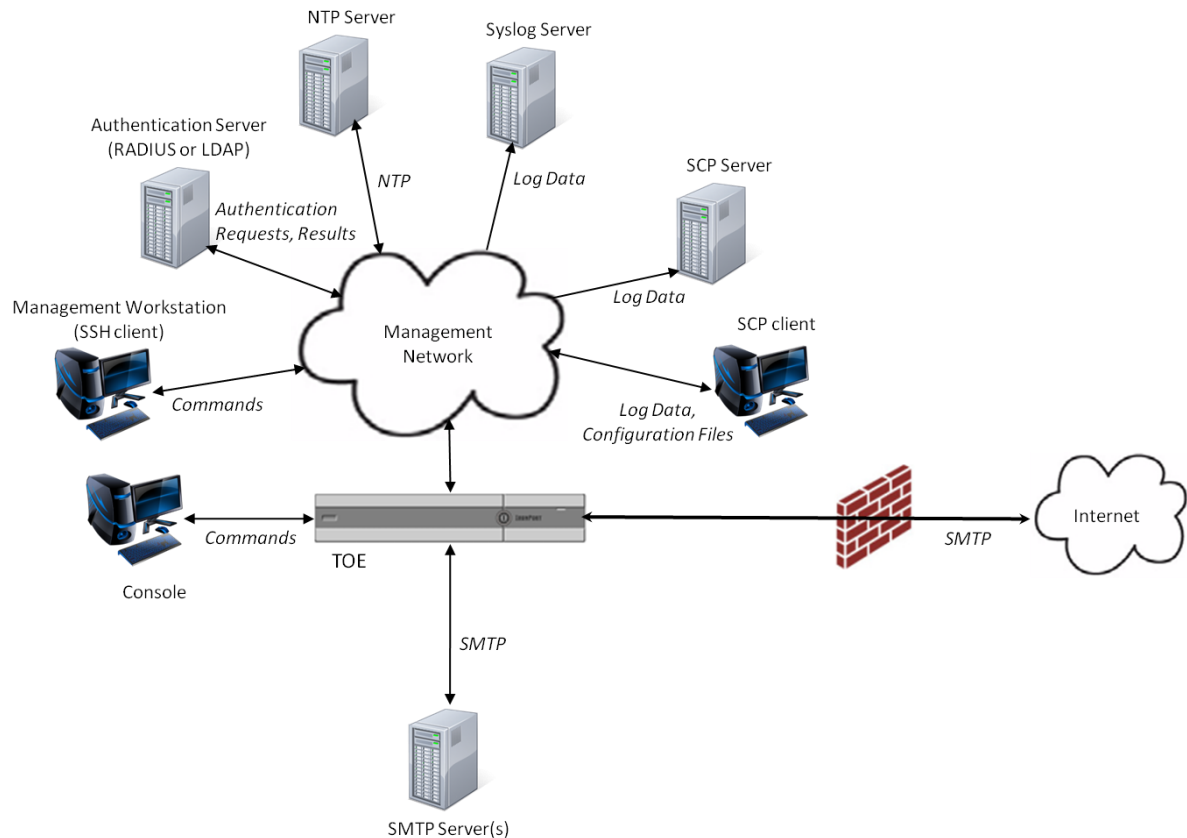 NTP Server
Syslog Server
Authentication Server
(RADIUS or LDAP)
SCP Server
NTP
Log Data
Authentication
Requests, Results
Log Data
Management Workstation
(SSH client)
Management
Network
SCP client
Commands
Log Data,
Configuration Files
Commands
TOE
SMTP
Internet
Console
SMTP
SMTP Server(s)